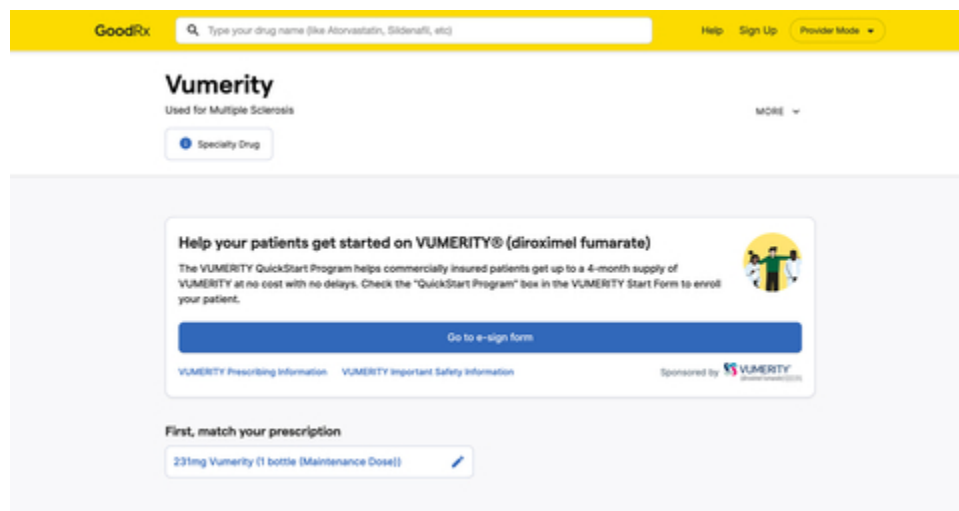 GoodRx
Type your drug name (like Atorvastatin, Sildenafil, etc)
Help
Sign Up
Provider Mode
Vumerity
Used for Multiple Sclerosis
MORE
Specialty Drug
Help your patients get started on VUMERITY® (diroximel fumarate)
The VUMERITY QuickStart Program helps commercially insured patients get up to a 4-month supply of
VUMERITY at no cost with no delays. Check the "QuickStart Program" box in the VUMERITY Start Form to enroll
your patient.
Go to e-sign form
VUMERITY Prescribing Information
VUMERITY Important Safety Information
Sponsored by
VUMERITY
First, match your prescription
231mg Vumerity (1 bottle (Maintenance Dose))